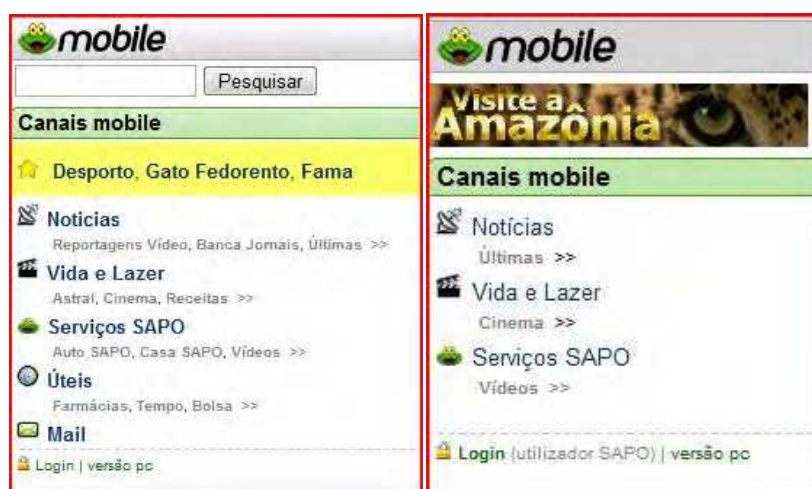 mobile
Pesquisar
Canais mobile
Desporto, Gato Fedorento, Fama
Noticias
Reportagens Vídeo, Banca Jornais, Últimas >>
Vida e Lazer
Astral, Cinema, Receitas >>
Serviços SAPO
Auto SAPO, Casa SAPO, Vídeos >>
Úteis
Farmácias, Tempo, Bolsa >>
Mail
Login | versão pc
mobile
Visite a
Amazônia
Canais mobile
Notícias
Últimas >>
Vida e Lazer
Cinema >>
Serviços SAPO
Vídeos >>
Login (utilizador SAPO) | versão pc